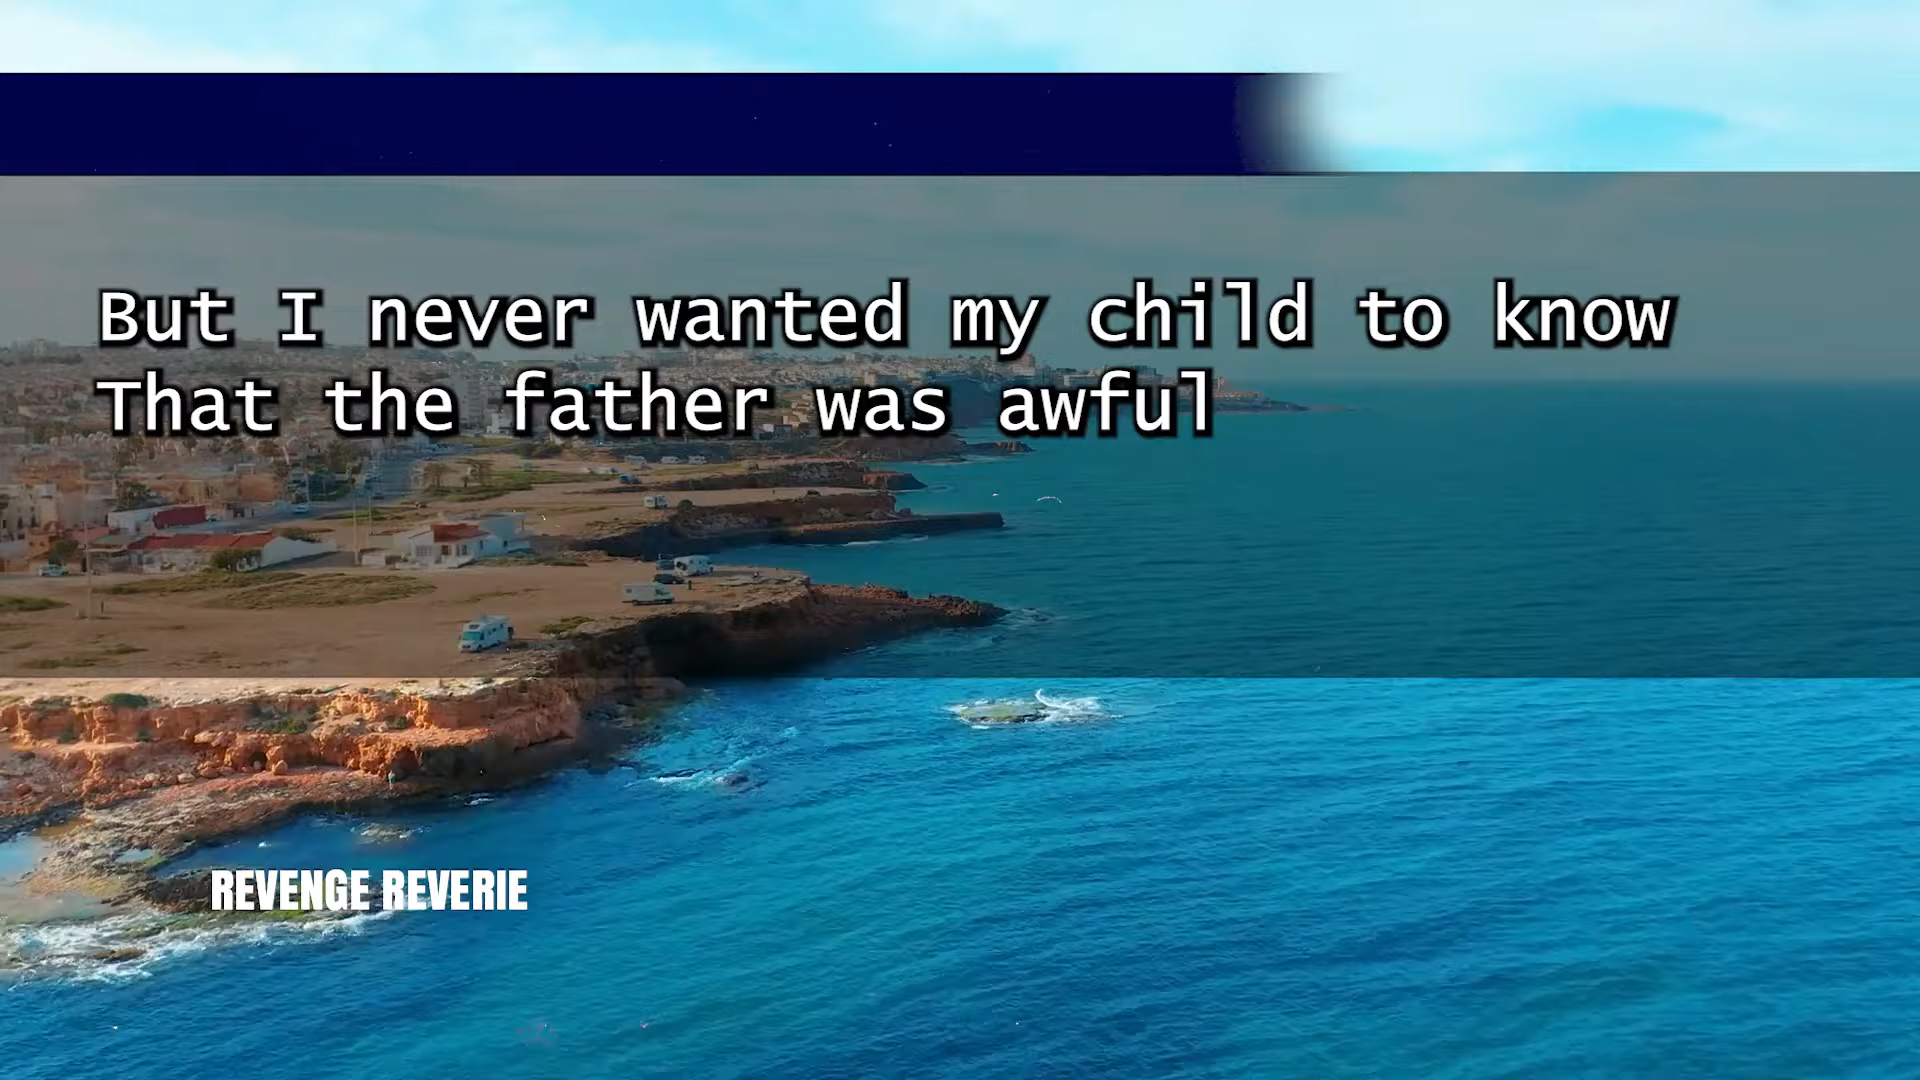 But I never wanted my child to know
That the father was awful
REVENGE REVERIE